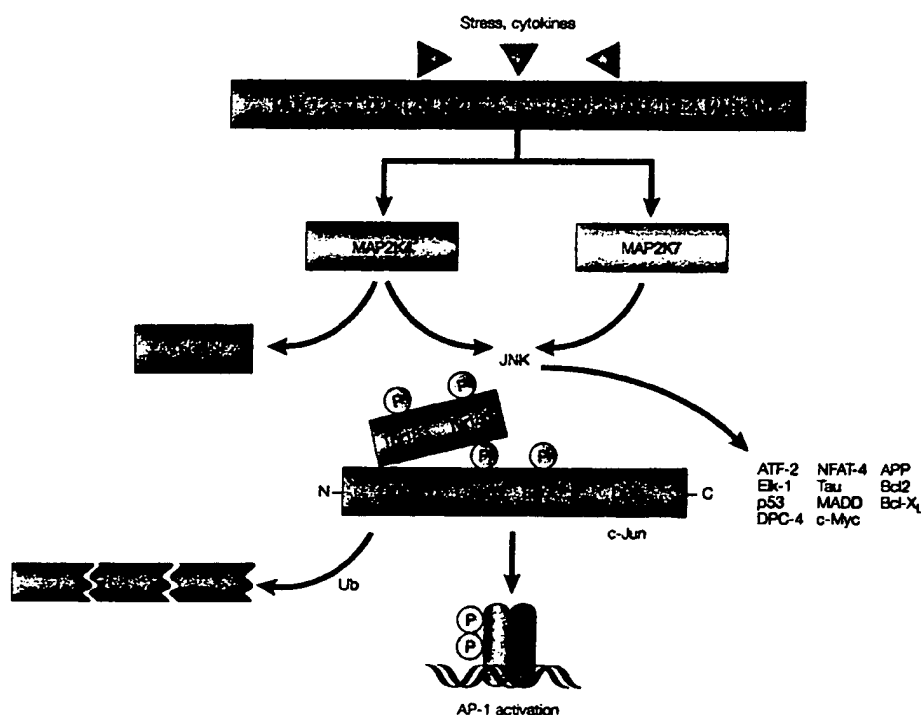 Stress, cytokines
MAP2K4
MAP2K7
JNK
P
P
P
P
N
C
c-Jun
ATF-2 NFAT-4 APP
Elk-1 Tau Bcl2
p53 MADD Bcl-XL
DPC-4 c-Myc
Ub
P
P
AP-1 activation